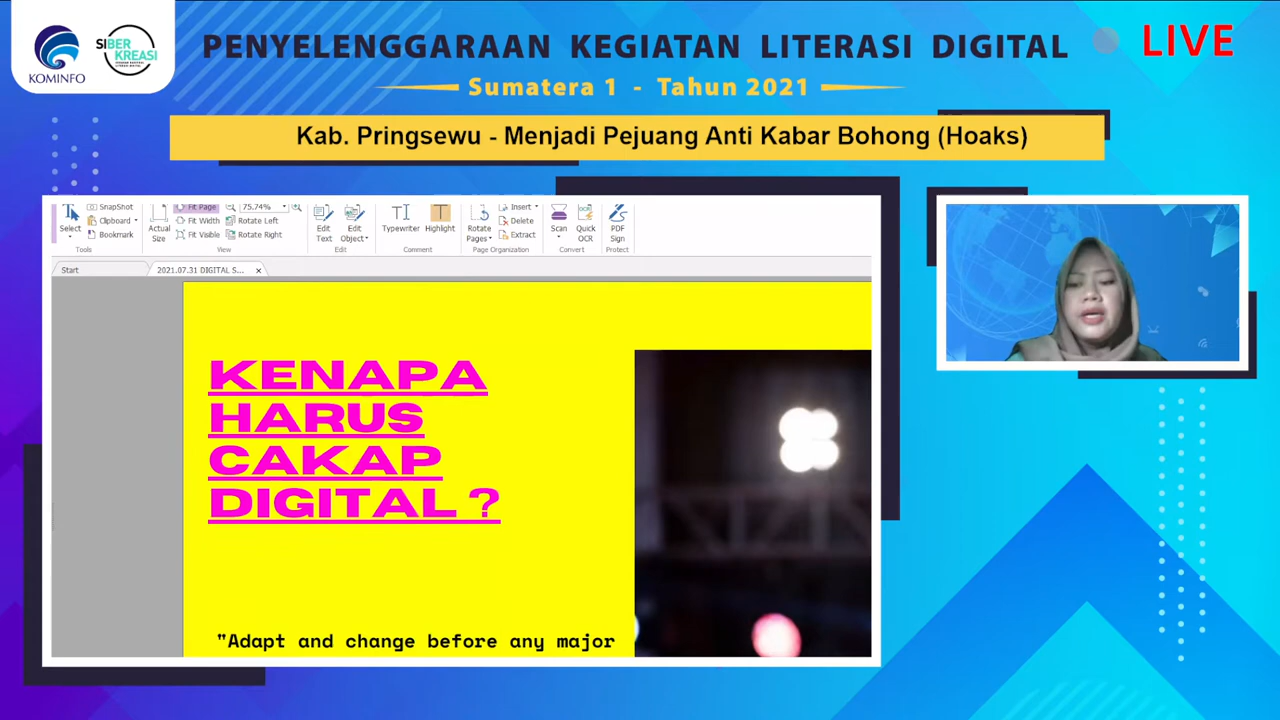 KOMINFO
SIBER
KREASI
PENYELENGGARAAN KEGIATAN LITERASI DIGITAL
LIVE
Sumatera 1 - Tahun 2021
Kab. Pringsewu - Menjadi Pejuang Anti Kabar Bohong (Hoaks)
Select
SnapShot
Clipboard
Bookmark
Tools
Actual
Size
Fit Page
Fit Width
Fit Visible
75.74%
Rotate Left
Rotate Right
View
Edit
Text
Edit
Object
Edit
Typewriter
Highlight
Comment
Rotate
Pages
Insert
Delete
Extract
Page Organization
Scan
Quick
OCR
Convert
PDF
Sign
Protect
Start
2021.07.31 DIGITAL S...
KENAPA
HARUS
CAKAP
DIGITAL ?
"Adapt and change before any major